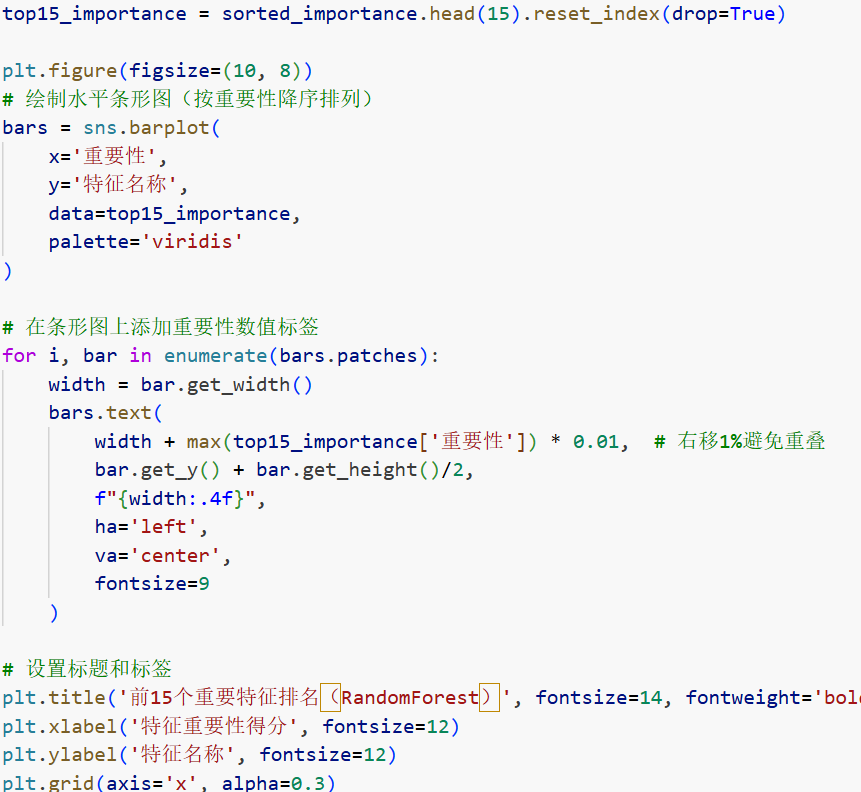 top15_importance = sorted_importance.head(15).reset_index(drop=True)
plt.figure(figsize=(10, 8))
# 绘制水平条形图（按重要性降序排列）
bars = sns.barplot(
    x='重要性',
    y='特征名称',
    data=top15_importance,
    palette='viridis'
)
# 在条形图上添加重要性数值标签
for i, bar in enumerate(bars.patches):
    width = bar.get_width()
    bars.text(
        width + max(top15_importance['重要性']) * 0.01,  # 右移1%避免重叠
        bar.get_y() + bar.get_height()/2,
        f"{width:.4f}",
        ha='left',
        va='center',
        fontsize=9
    )
# 设置标题和标签
plt.title('前15个重要特征排名（RandomForest）', fontsize=14, fontweight='bol
plt.xlabel('特征重要性得分', fontsize=12)
plt.ylabel('特征名称', fontsize=12)
plt.grid(axis='x', alpha=0.3)